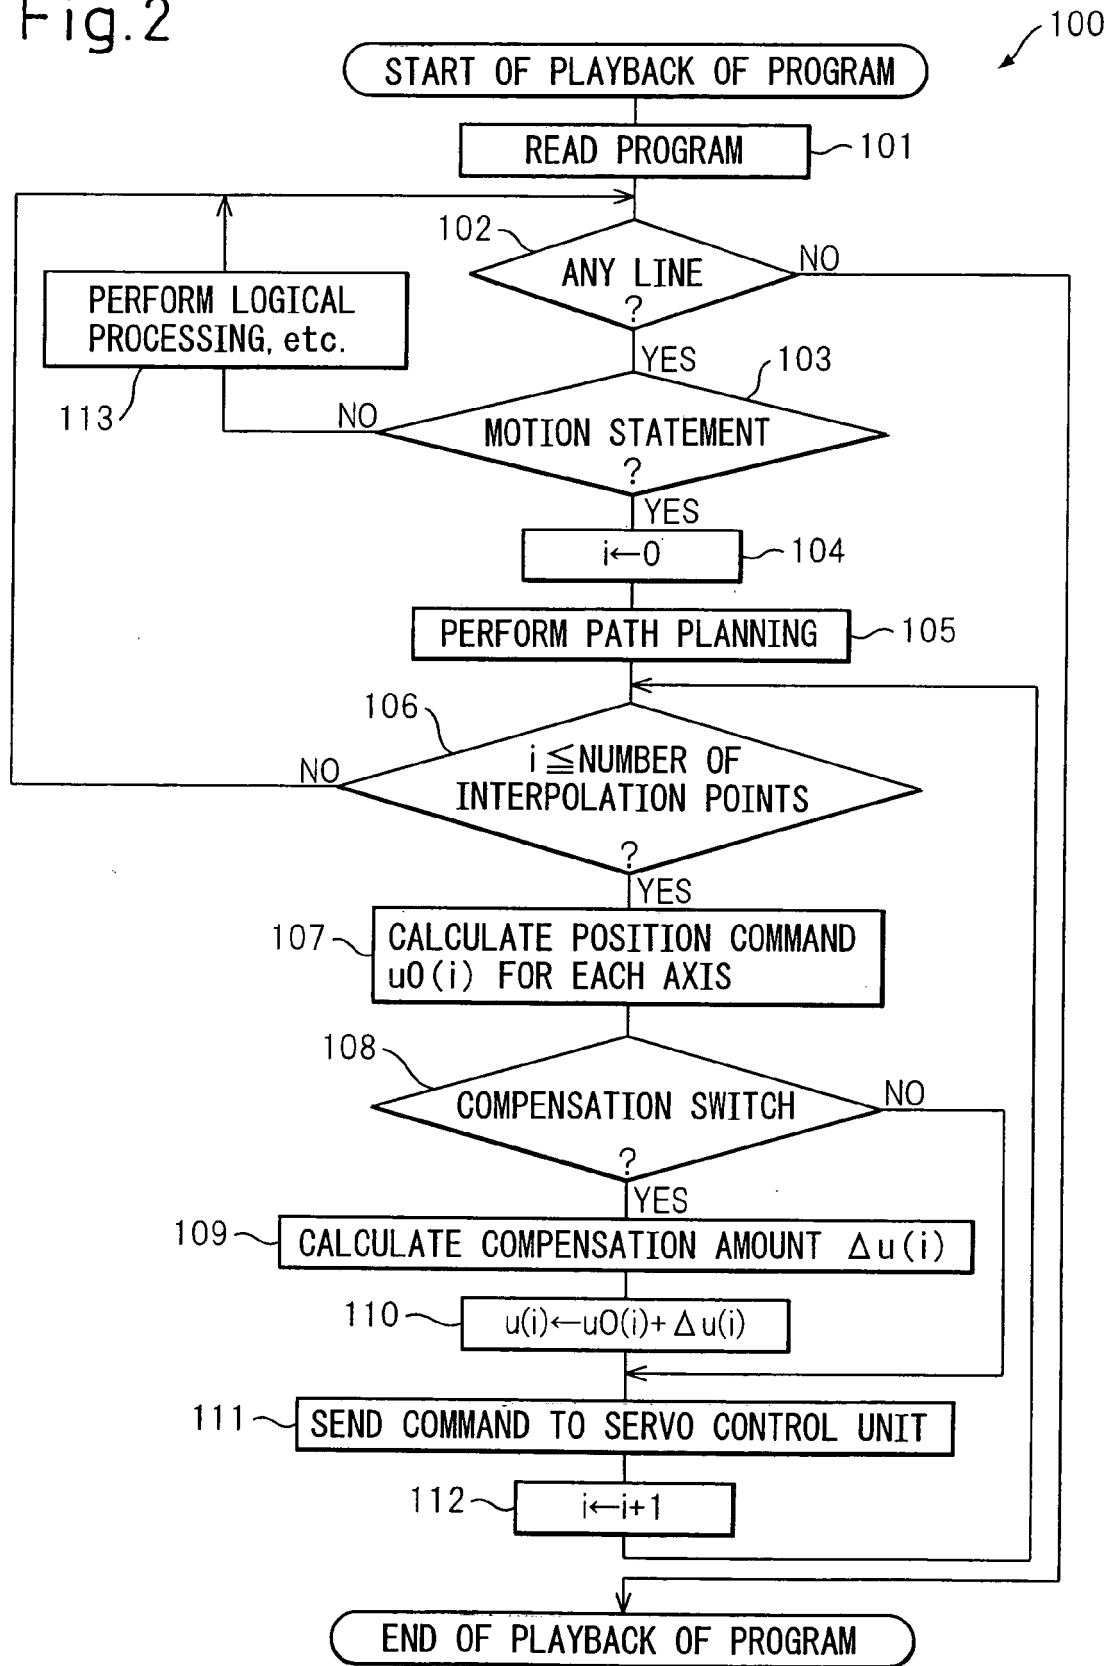 Fig.2
100
START OF PLAYBACK OF PROGRAM
READ PROGRAM
101
102
ANY LINE
?
NO
YES
PERFORM LOGICAL
PROCESSING, etc.
113
103
MOTION STATEMENT
?
NO
YES
i←0
104
PERFORM PATH PLANNING
105
106
i≦NUMBER OF
INTERPOLATION POINTS
?
NO
YES
107
CALCULATE POSITION COMMAND
u0(i) FOR EACH AXIS
108
COMPENSATION SWITCH
?
NO
YES
109
CALCULATE COMPENSATION AMOUNT Δu(i)
110
u(i)←u0(i)+Δu(i)
111
SEND COMMAND TO SERVO CONTROL UNIT
112
i←i+1
END OF PLAYBACK OF PROGRAM